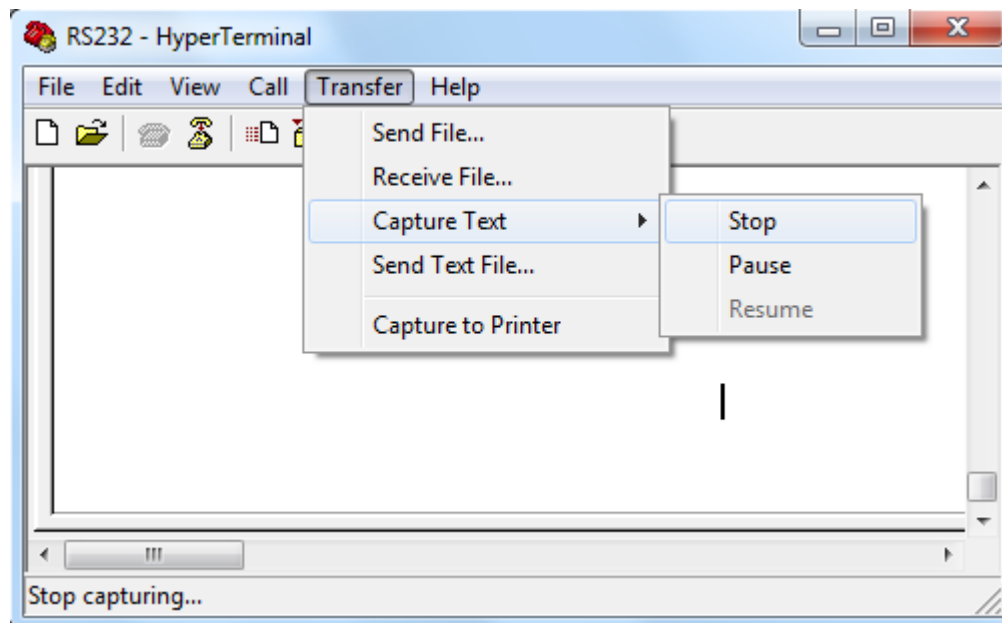 RS232 - HyperTerminal
File Edit View Call Transfer Help
Send File...
Receive File...
Capture Text
Send Text File...
Capture to Printer
Stop
Pause
Resume
Stop capturing...